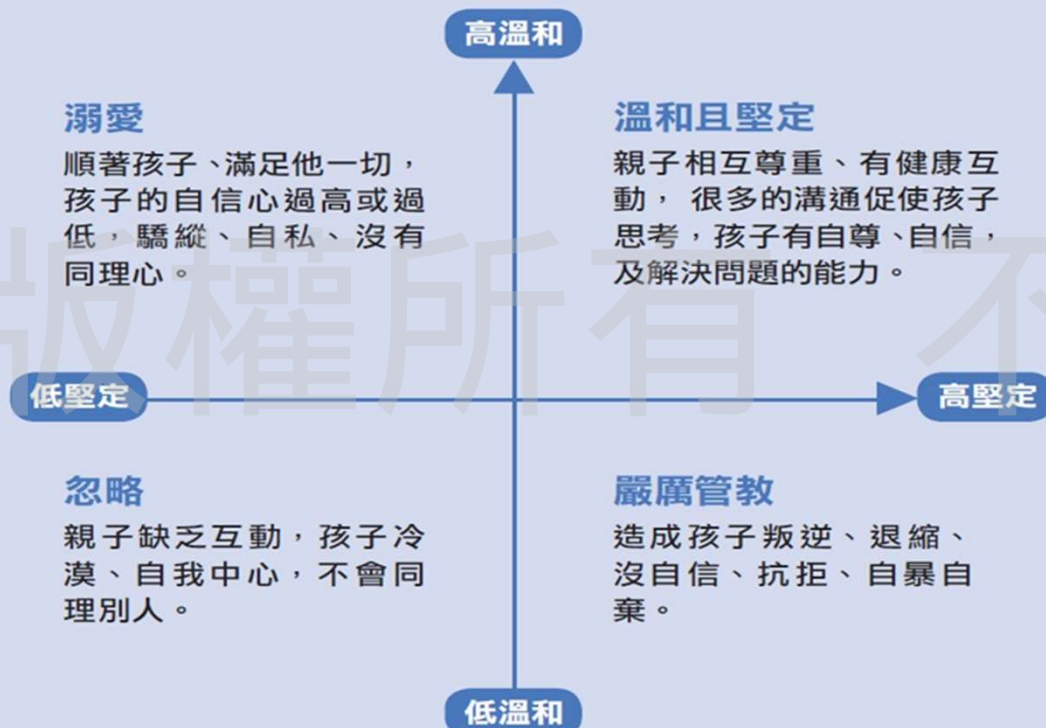 高溫和
溺愛
順著孩子、滿足他一切，
孩子的自信心過高或過
低，驕縱、自私、沒有
同理心。
溫和且堅定
親子相互尊重、有健康互
動， 很多的溝通促使孩子
思考，孩子有自尊、自信，
及解決問題的能力。
版權所有 不
低堅定
高堅定
忽略
親子缺乏互動，孩子冷
漠、自我中心，不會同
理別人。
嚴厲管教
造成孩子叛逆、退縮、
沒自信、抗拒、自暴自
棄。
低溫和